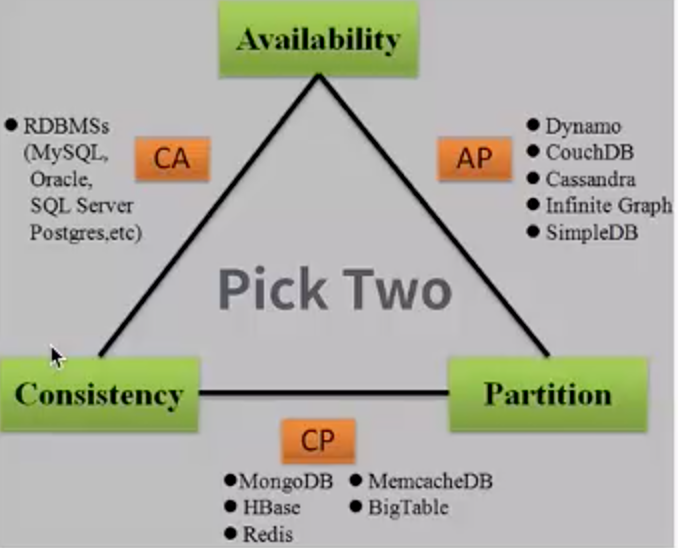 Availability
● RDBMSs
(MySQL,
Oracle,
SQL Server
Postgres,etc)
CA
AP
● Dynamo
● CouchDB
● Cassandra
● Infinite Graph
● SimpleDB
Pick Two
Consistency
Partition
CP
●MongoDB ● MemcacheDB
● HBase ● BigTable
● Redis